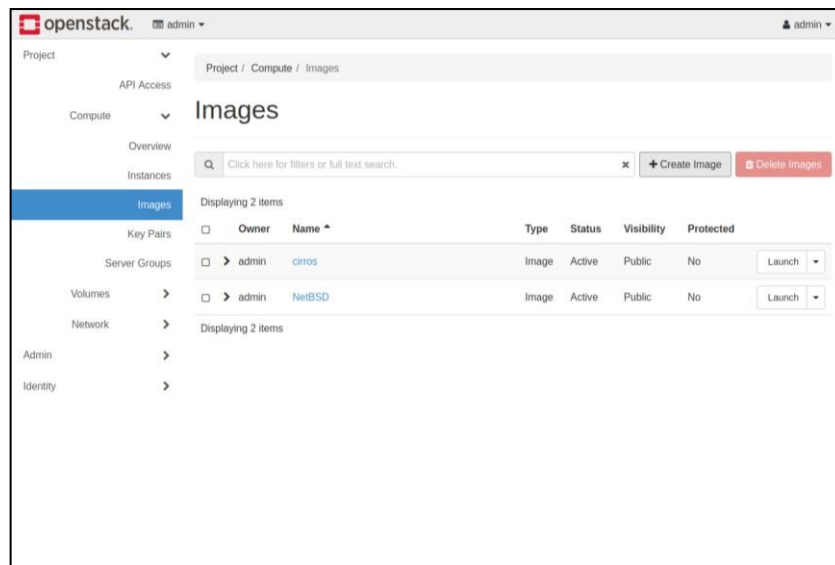 openstack. admin admin
Project
API Access
Compute
Overview
Instances
Images
Key Pairs
Server Groups
Volumes
Network
Admin
Identity
Project / Compute / Images
Images
Click here for filters or full text search. + Create Image Delete Images
Displaying 2 items
Owner Name Type Status Visibility Protected
admin cirros Image Active Public No Launch
admin NetBSD Image Active Public No Launch
Displaying 2 items